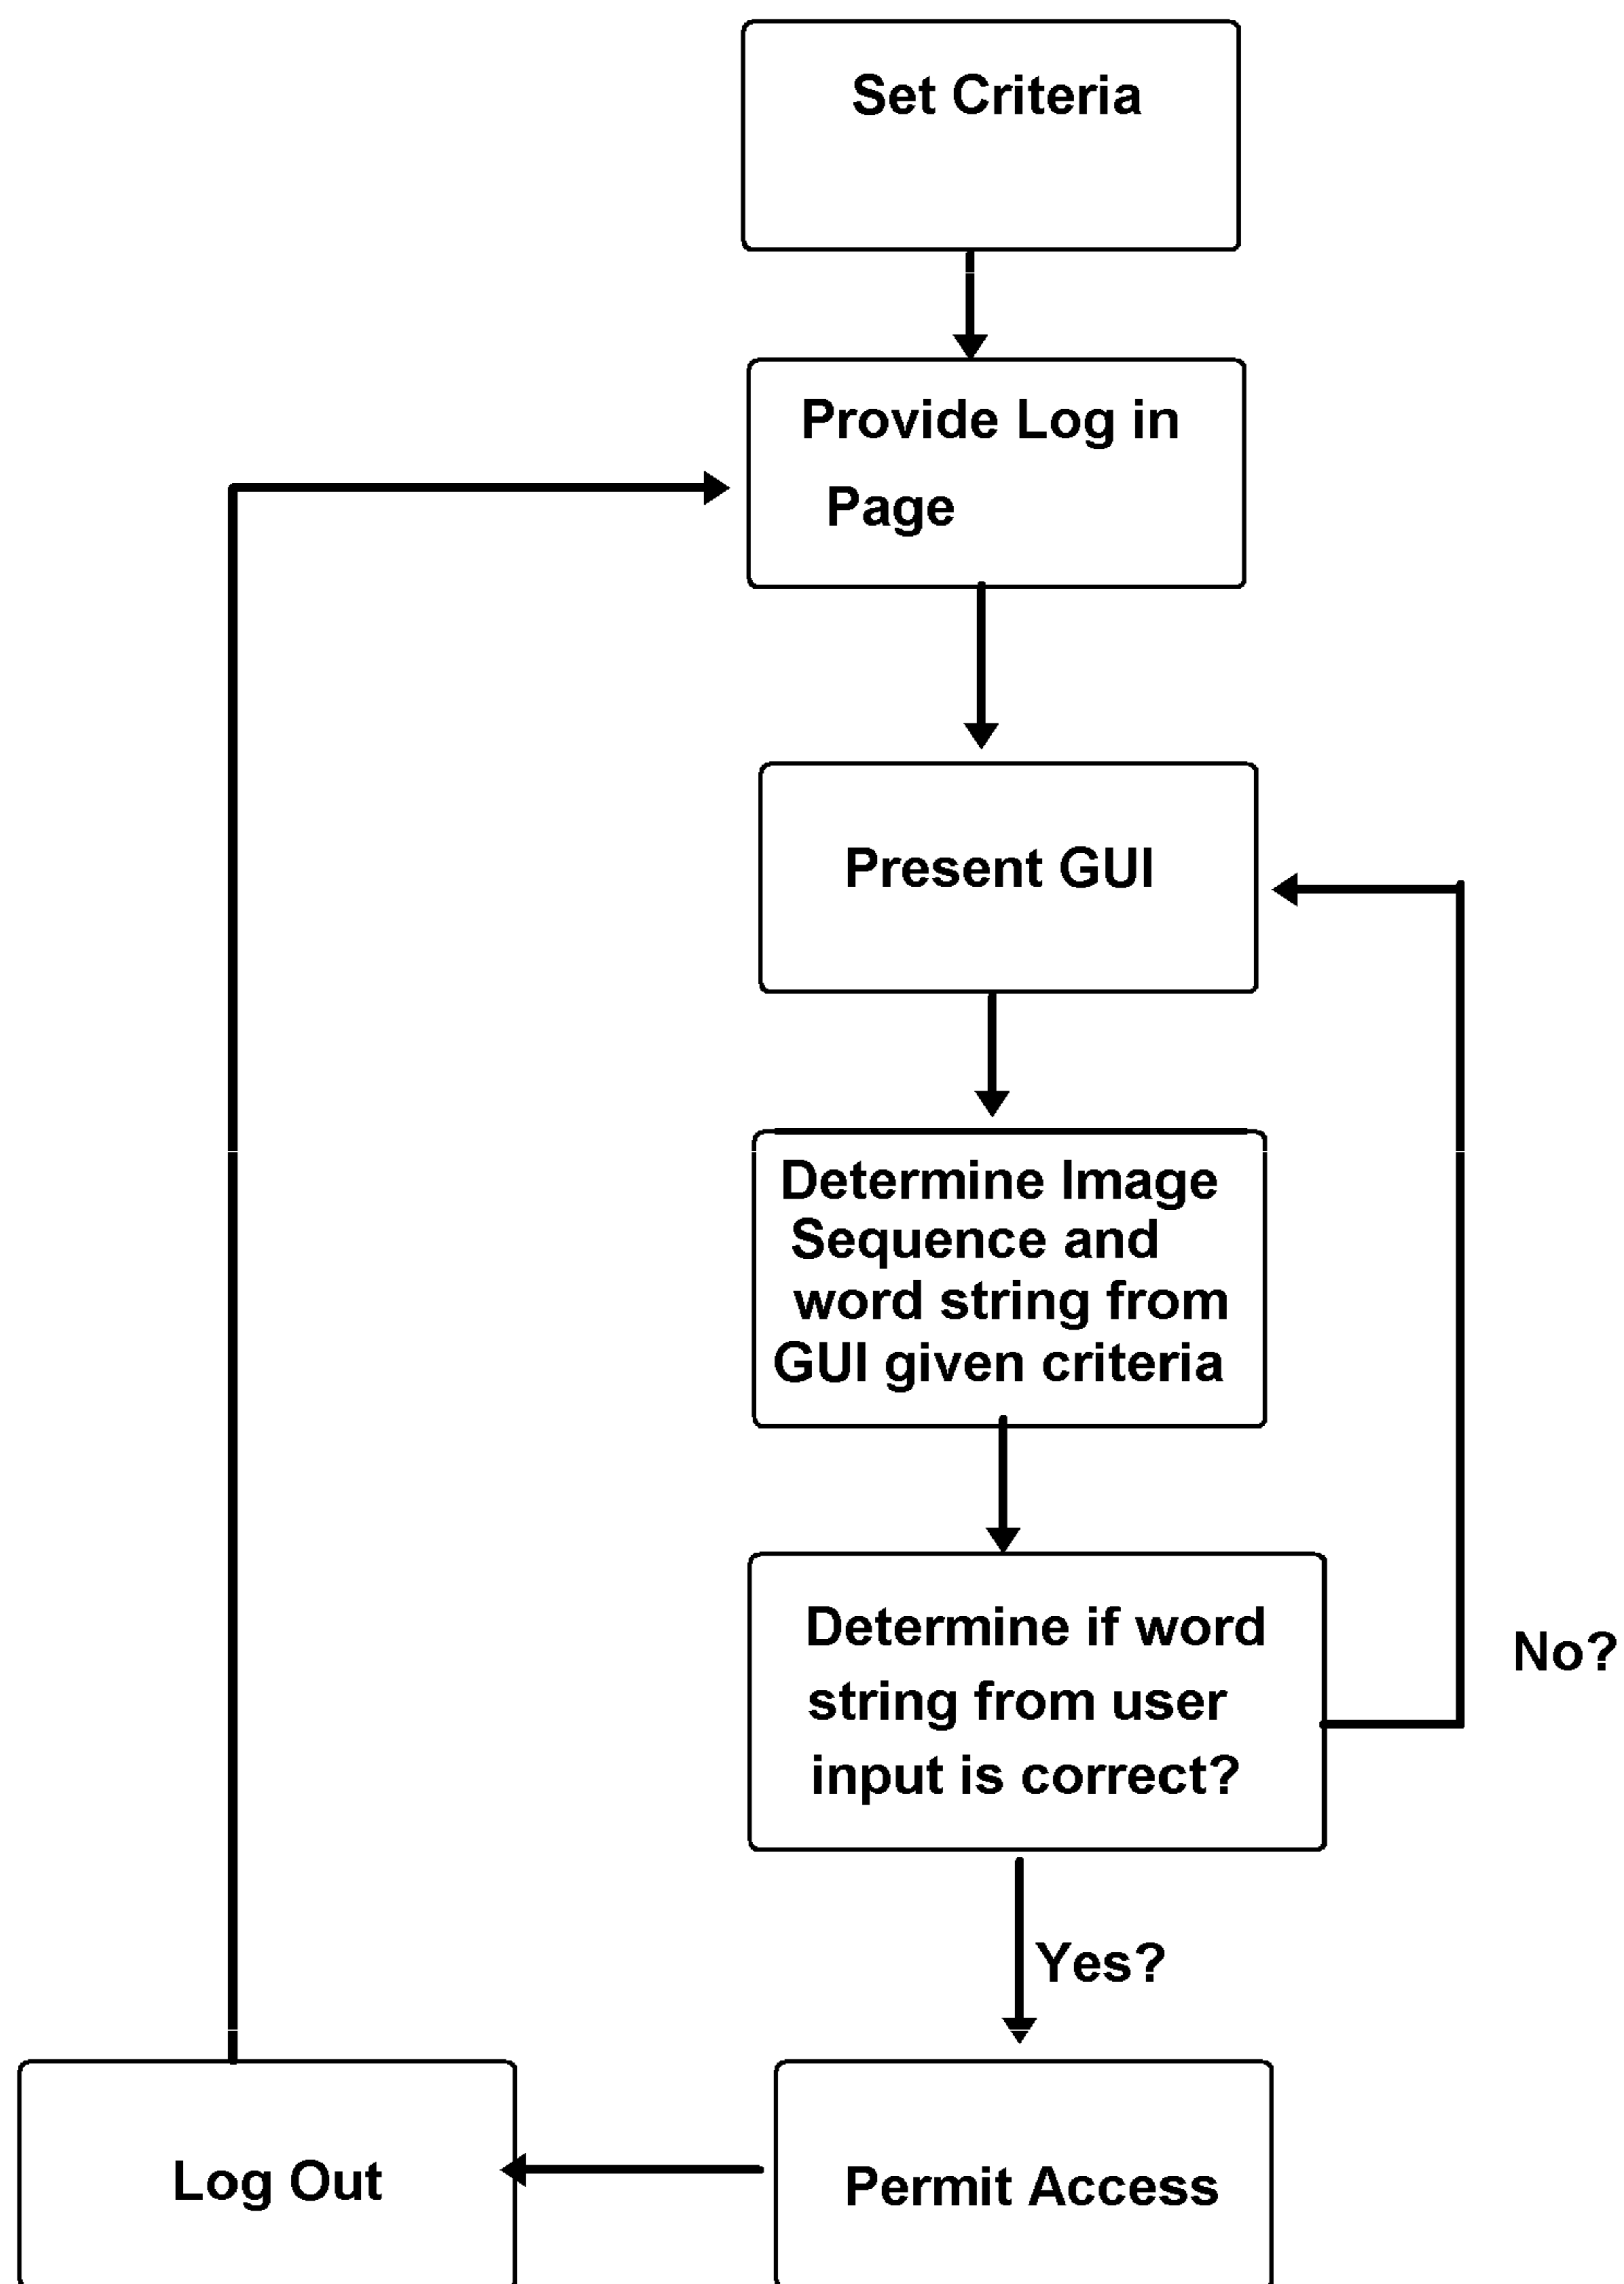 Set Criteria
Provide Log in
Page
Present GUI
Determine Image
Sequence and
word string from
GUI given criteria
Determine if word
string from user
input is correct?
No?
Yes?
Log Out
Permit Access